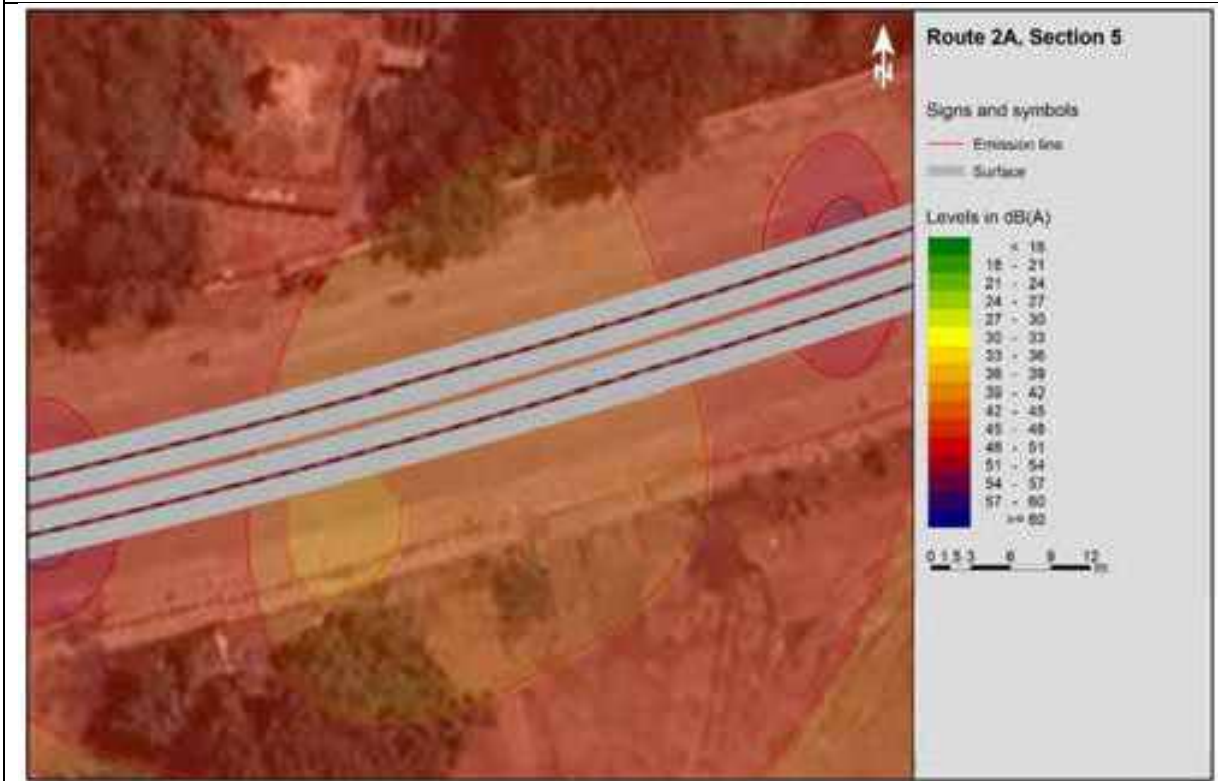 N
Route 2A, Section 5
Signs and symbols
Emission line
Surface
Levels in dB(A)
< 18
18 - 21
21 - 24
24 - 27
27 - 30
30 - 33
33 - 36
36 - 39
39 - 42
42 - 45
45 - 48
48 - 51
51 - 54
54 - 57
57 - 60
>= 60
0 1.5 3 6 9 12
m